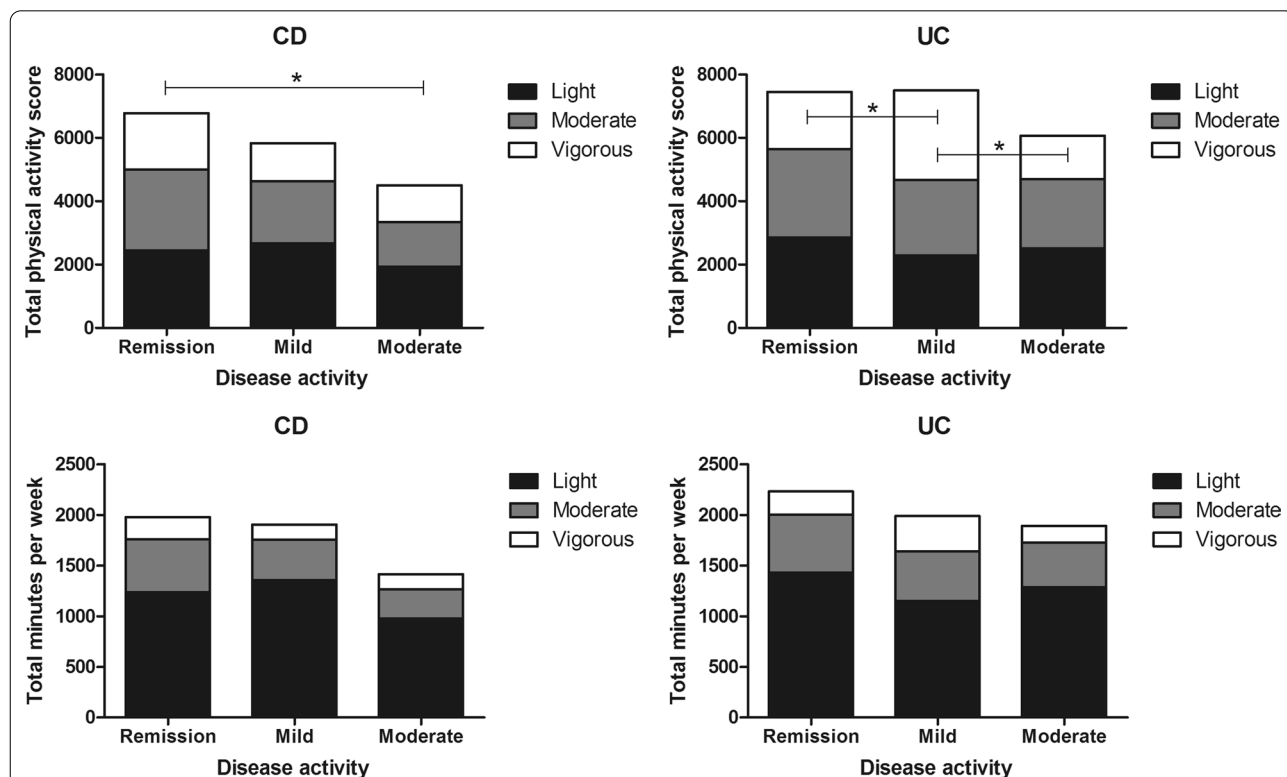 CD
Total physical activity score
8000
6000
4000
2000
0
*
Remission Mild Moderate
Disease activity
Light
Moderate
Vigorous
UC
Total physical activity score
8000
6000
4000
2000
0
*
*
Remission Mild Moderate
Disease activity
Light
Moderate
Vigorous
CD
Total minutes per week
2500
2000
1500
1000
500
0
Remission Mild Moderate
Disease activity
Light
Moderate
Vigorous
UC
Total minutes per week
2500
2000
1500
1000
500
0
Remission Mild Moderate
Disease activity
Light
Moderate
Vigorous